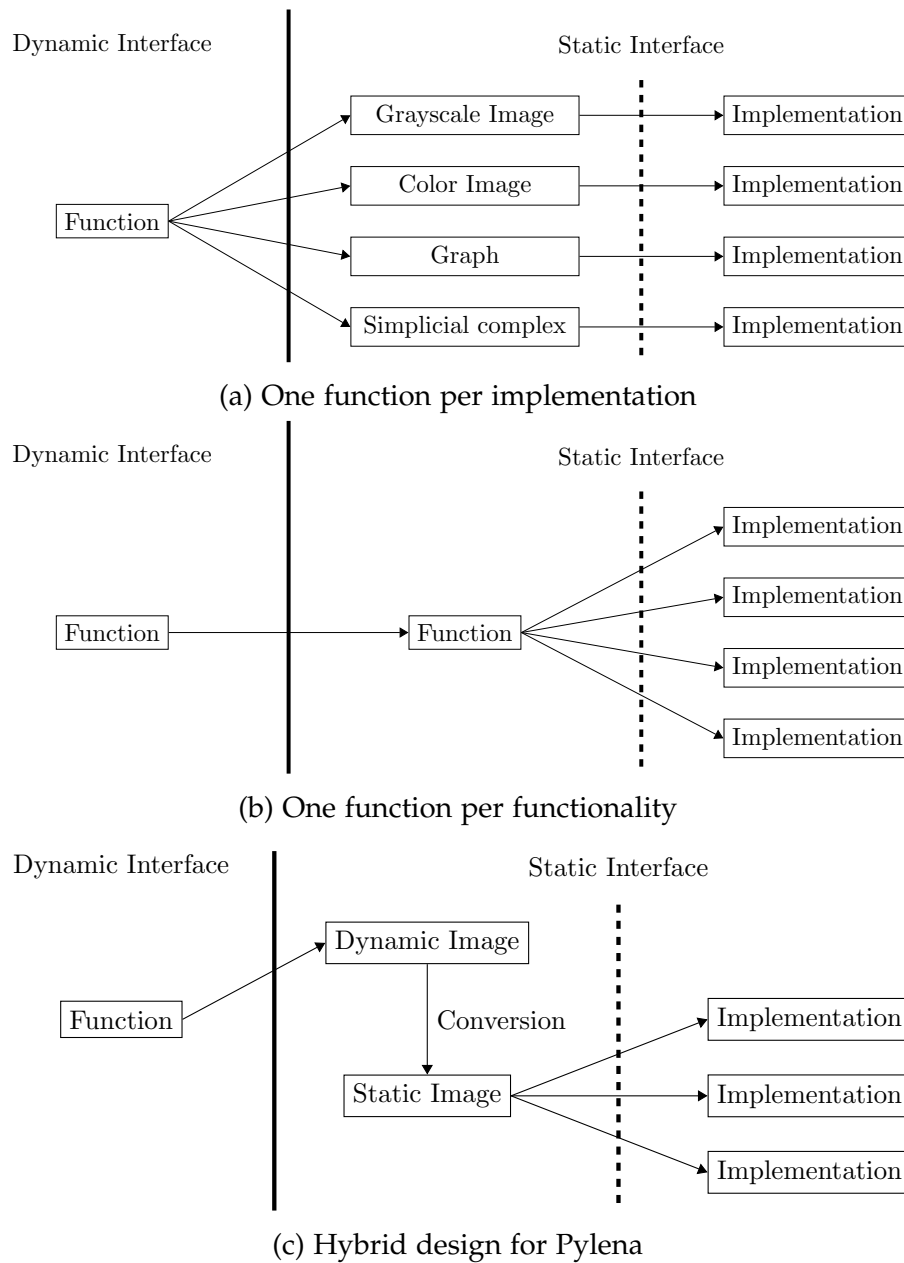 Dynamic Interface
Static Interface
Grayscale Image
Implementation
Color Image
Implementation
Function
Graph
Implementation
Simplicial complex
Implementation
(a) One function per implementation
Dynamic Interface
Static Interface
Implementation
Implementation
Function
Function
Implementation
Implementation
(b) One function per functionality
Dynamic Interface
Static Interface
Dynamic Image
Function
Conversion
Implementation
Static Image
Implementation
Implementation
(c) Hybrid design for Pylena